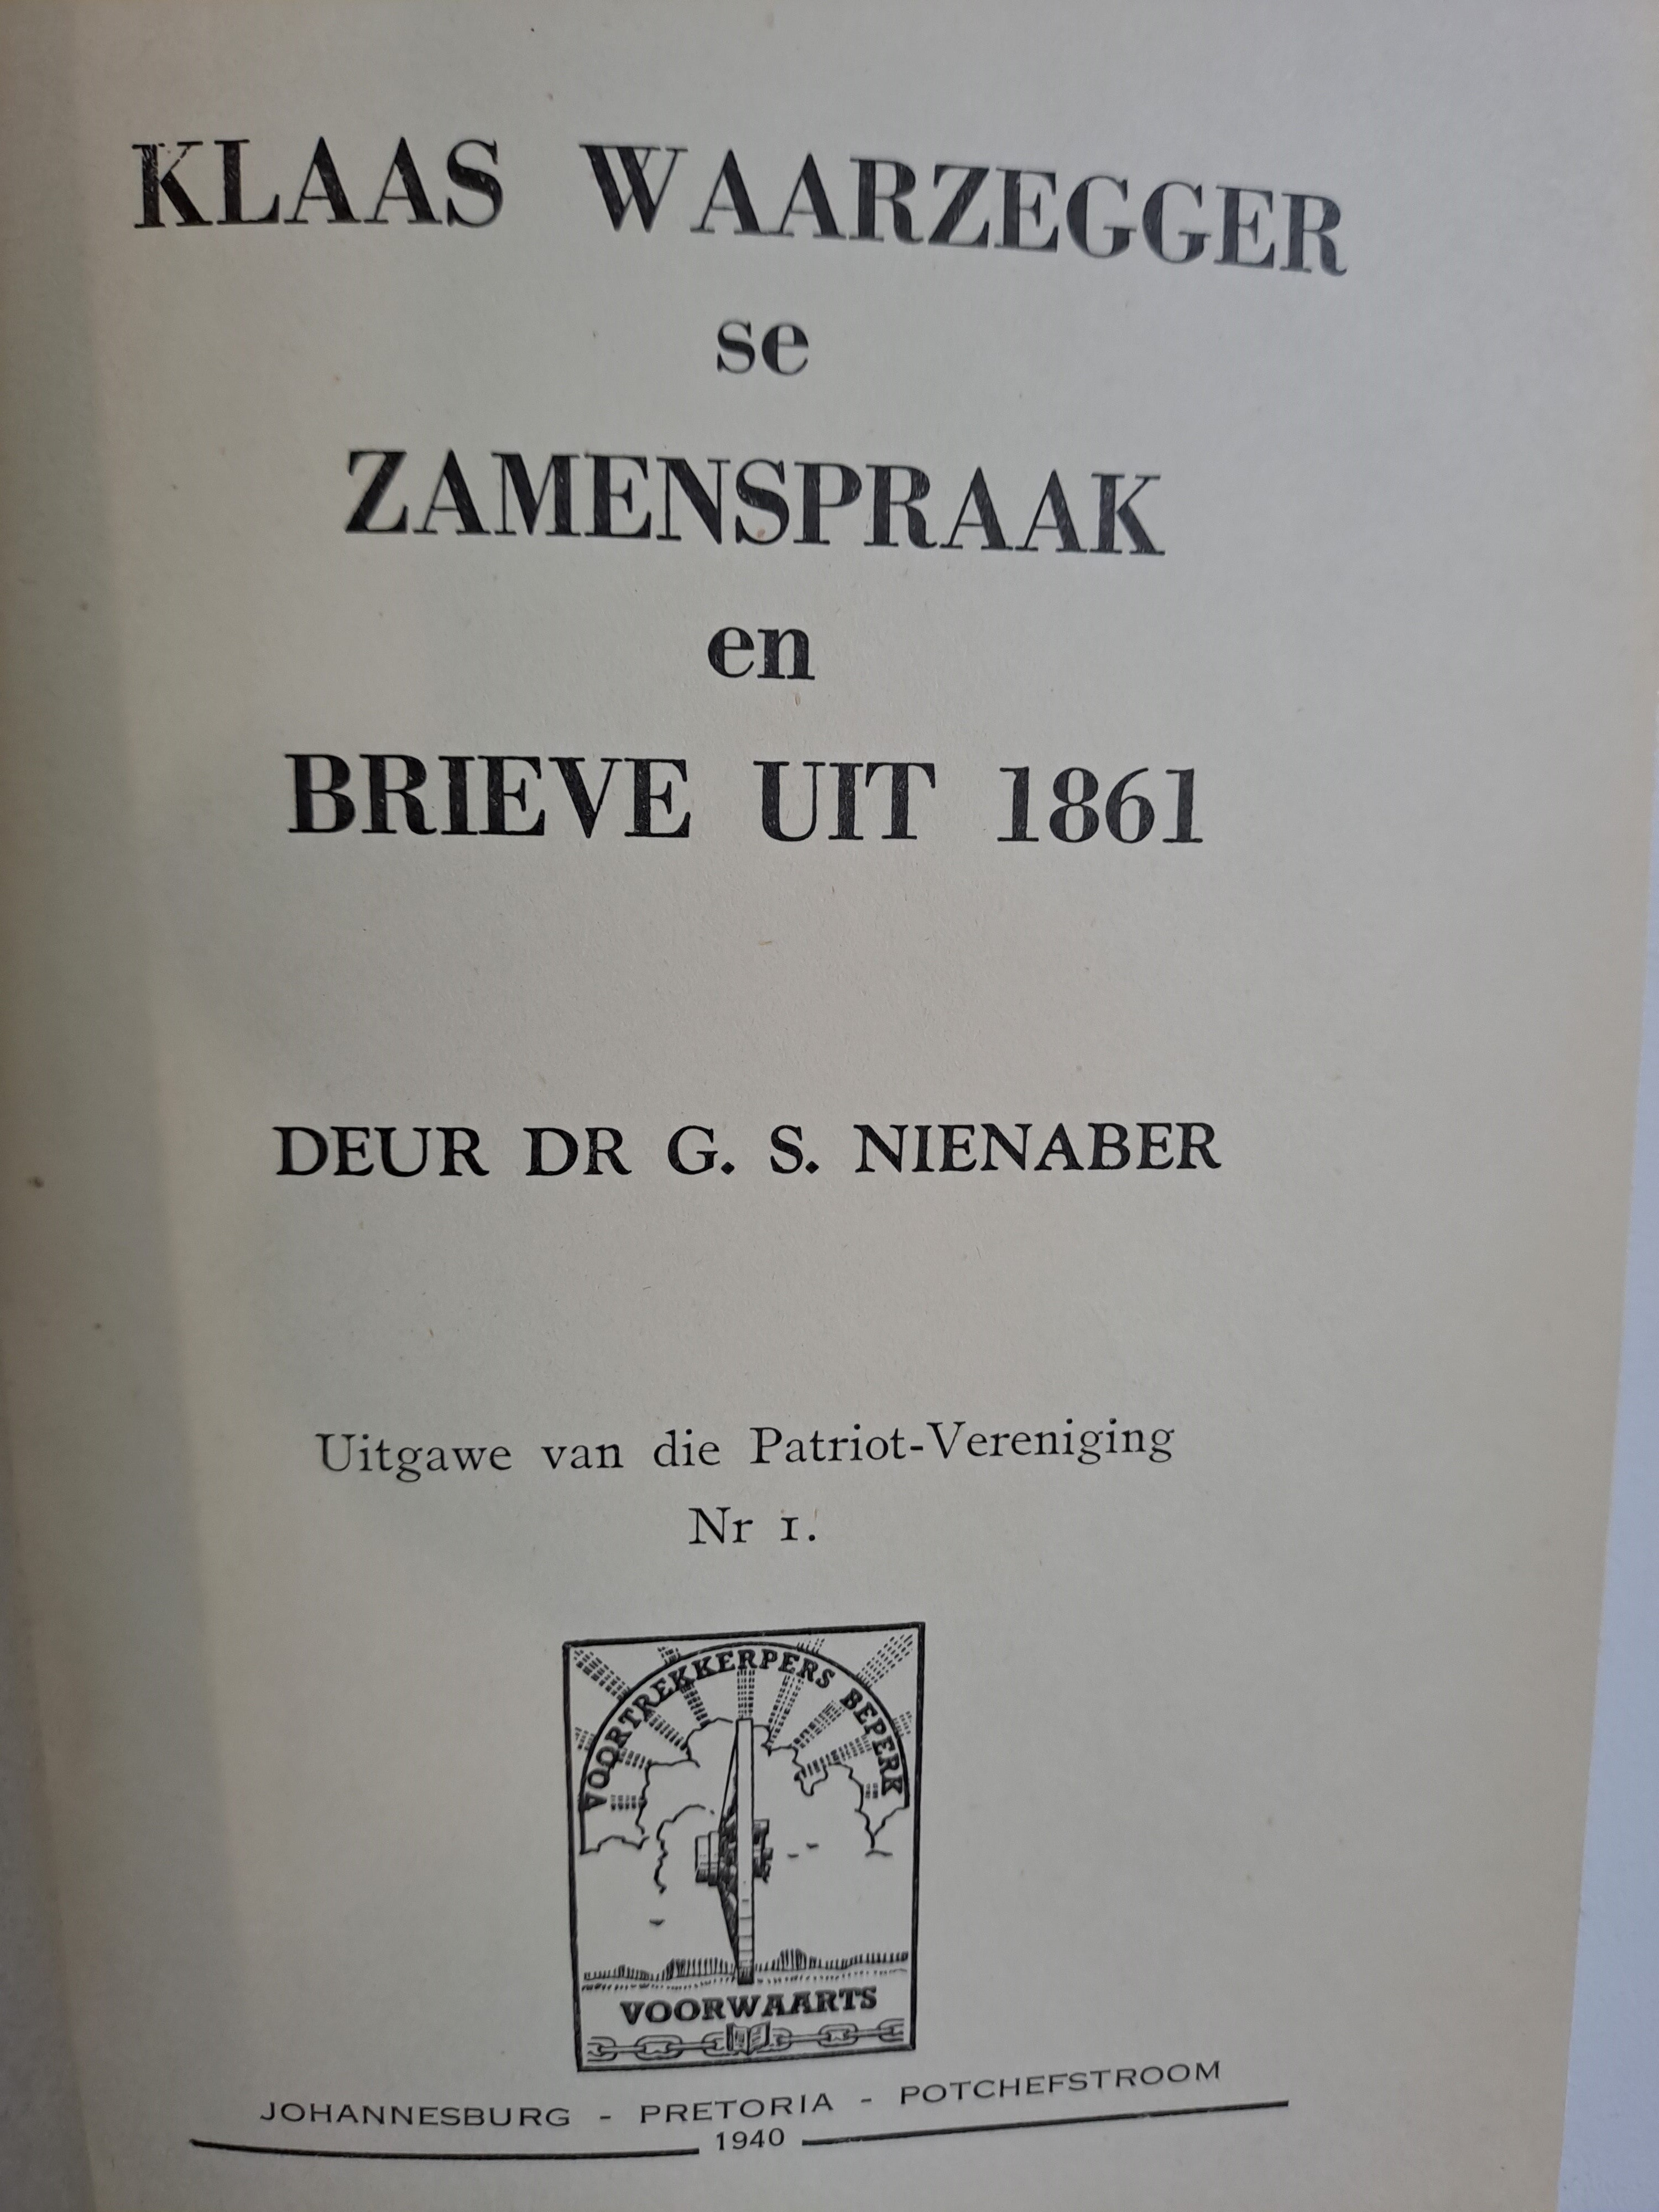 KLAAS WAARZEGGER
se
ZAMENSPRAAK
en
BRIEVE UIT 1861
DEUR DR G. S. NIENABER
Uitgawe van die Patriot-Vereniging
Nr 1.
VOORTREKKERPERS BEPERK
VOORWAARTS
JOHANNESBURG - PRETORIA - POTCHEFSTROOM
1940